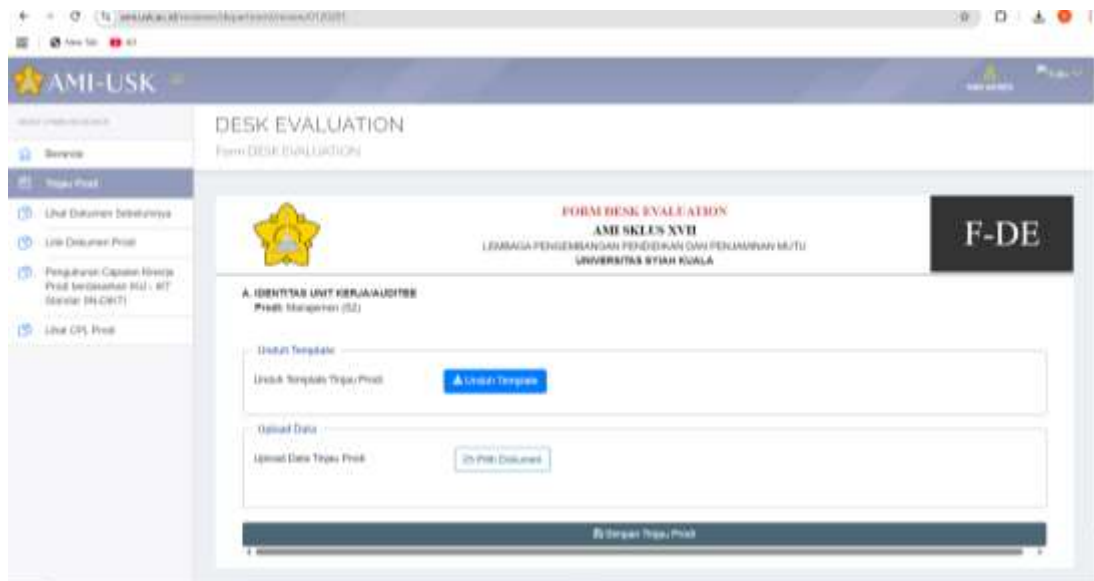 New Tab
AMI-USK
DESK EVALUATION
Form DESK EVALUATION
Beranda
Tinjau Prodi
Lihat Dokumen Sebelumnya
Link Dokumen Prodi
Pengukuran Capaian Kinerja
Prodi berdasarkan IKU - IKT
Standar
Lihat CPL Prodi
FORM DESK EVALUATION
AMI SKLUS XVII
LEMBAGA PENGEMBANGAN PENDIDIKAN DAN PENJAMINAN MUTU
UNIVERSITAS SYIAH KUALA
F-DE
A. IDENTITAS UNIT KERJA/AUDITEE
Prodi: Manajemen (S2)
Unduh Template
Unduh Template Tinjau Prodi
Unduh Template
Upload Data
Upload Data Tinjau Prodi
Pilih Dokumen
Simpan Tinjau Prodi